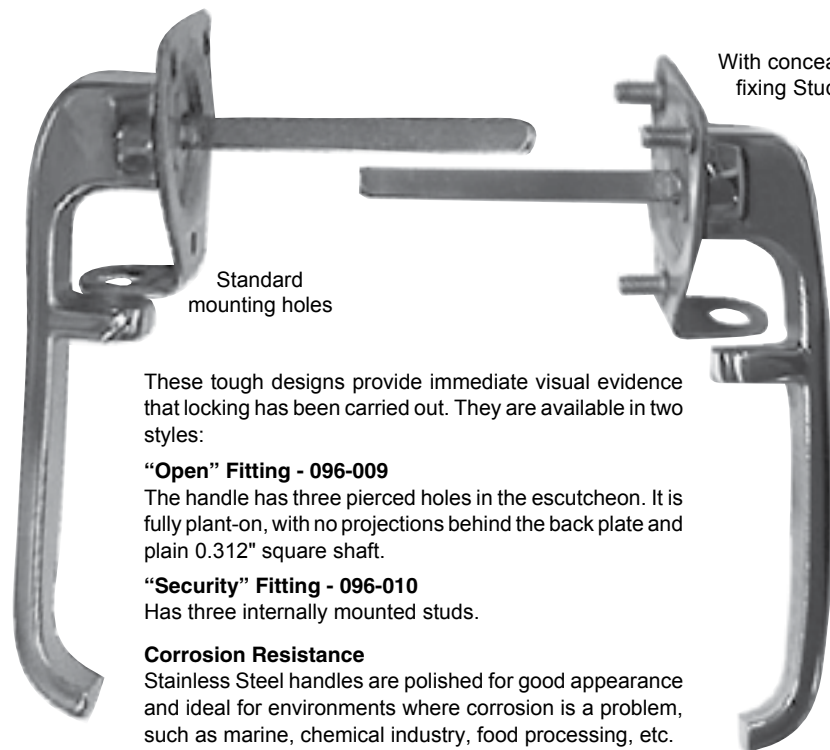 With concea
fixing Stud
Standard
mounting holes
These tough designs provide immediate visual evidence
that locking has been carried out. They are available in two
styles:
“Open” Fitting - 096-009
The handle has three pierced holes in the escutcheon. It is
fully plant-on, with no projections behind the back plate and
plain 0.312" square shaft.
“Security” Fitting - 096-010
Has three internally mounted studs.
Corrosion Resistance
Stainless Steel handles are polished for good appearance
and ideal for environments where corrosion is a problem,
such as marine, chemical industry, food processing, etc.